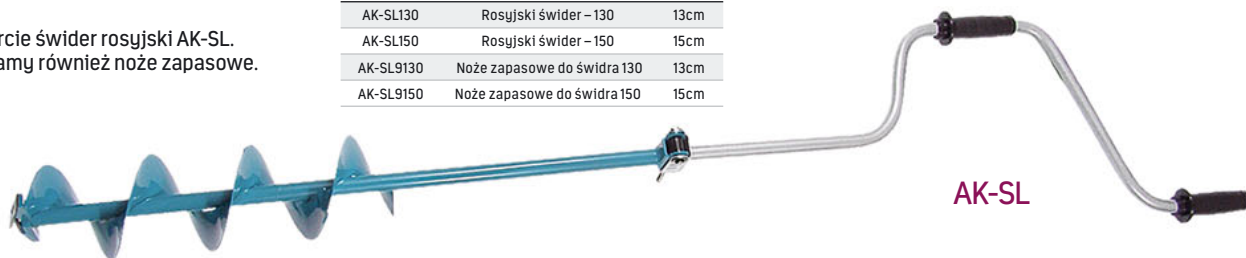 rcie świder rosyjski AK-SL.
amy również noże zapasowe.
AK-SL130 Rosyjski świder – 130 13cm
AK-SL150 Rosyjski świder – 150 15cm
AK-SL9130 Noże zapasowe do świdra 130 13cm
AK-SL9150 Noże zapasowe do świdra 150 15cm
AK-SL